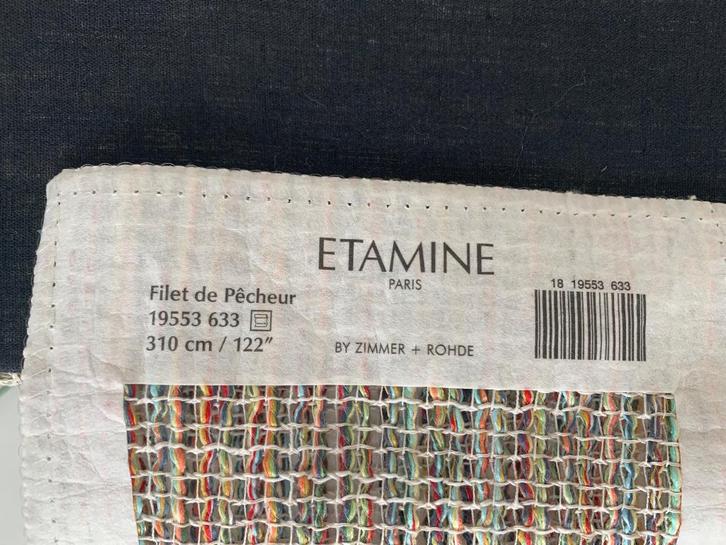 ETAMINE
PARIS
Filet de Pêcheur
19553 633
310 cm / 122"
BY ZIMMER + ROHDE
18 19553 633